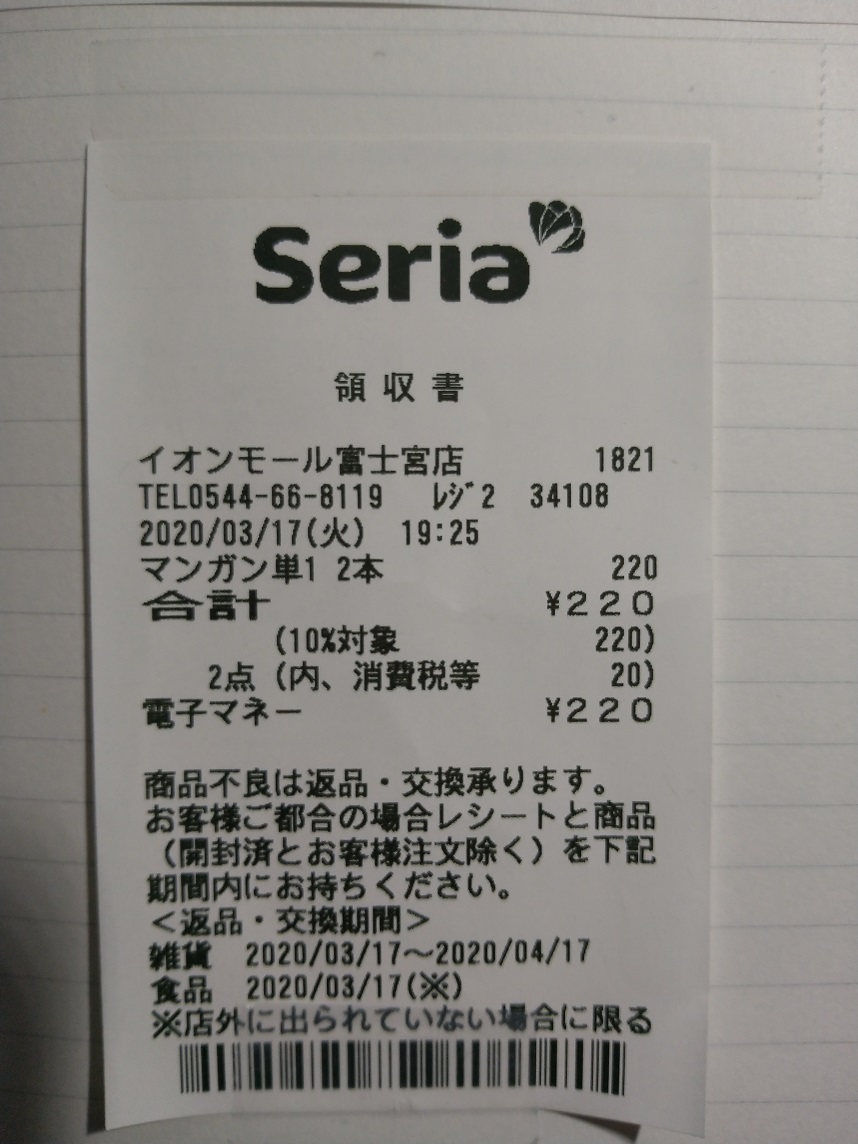 Seria
領収書
イオンモール富士宮店 1821
TEL0544-66-8119 ﾚｼﾞ2 34108
2020/03/17(火) 19:25
マンガン単1 2本 220
合計 ¥220
(10%対象 220)
2点 (内、消費税等 20)
電子マネー ¥220
商品不良は返品・交換承ります。
お客様ご都合の場合レシートと商品
（開封済とお客様注文除く）を下記
期間内にお持ちください。
＜返品・交換期間＞
雑貨 2020/03/17～2020/04/17
食品 2020/03/17(※)
※店外に出られていない場合に限る